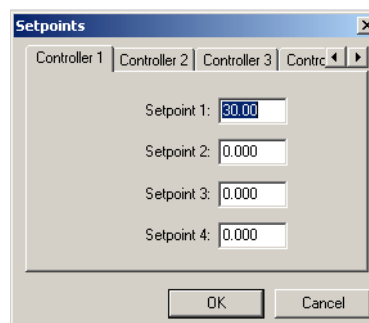 Setpoints
Controller 1 Controller 2 Controller 3 Contrc
Setpoint 1: 30.00
Setpoint 2: 0.000
Setpoint 3: 0.000
Setpoint 4: 0.000
OK Cancel